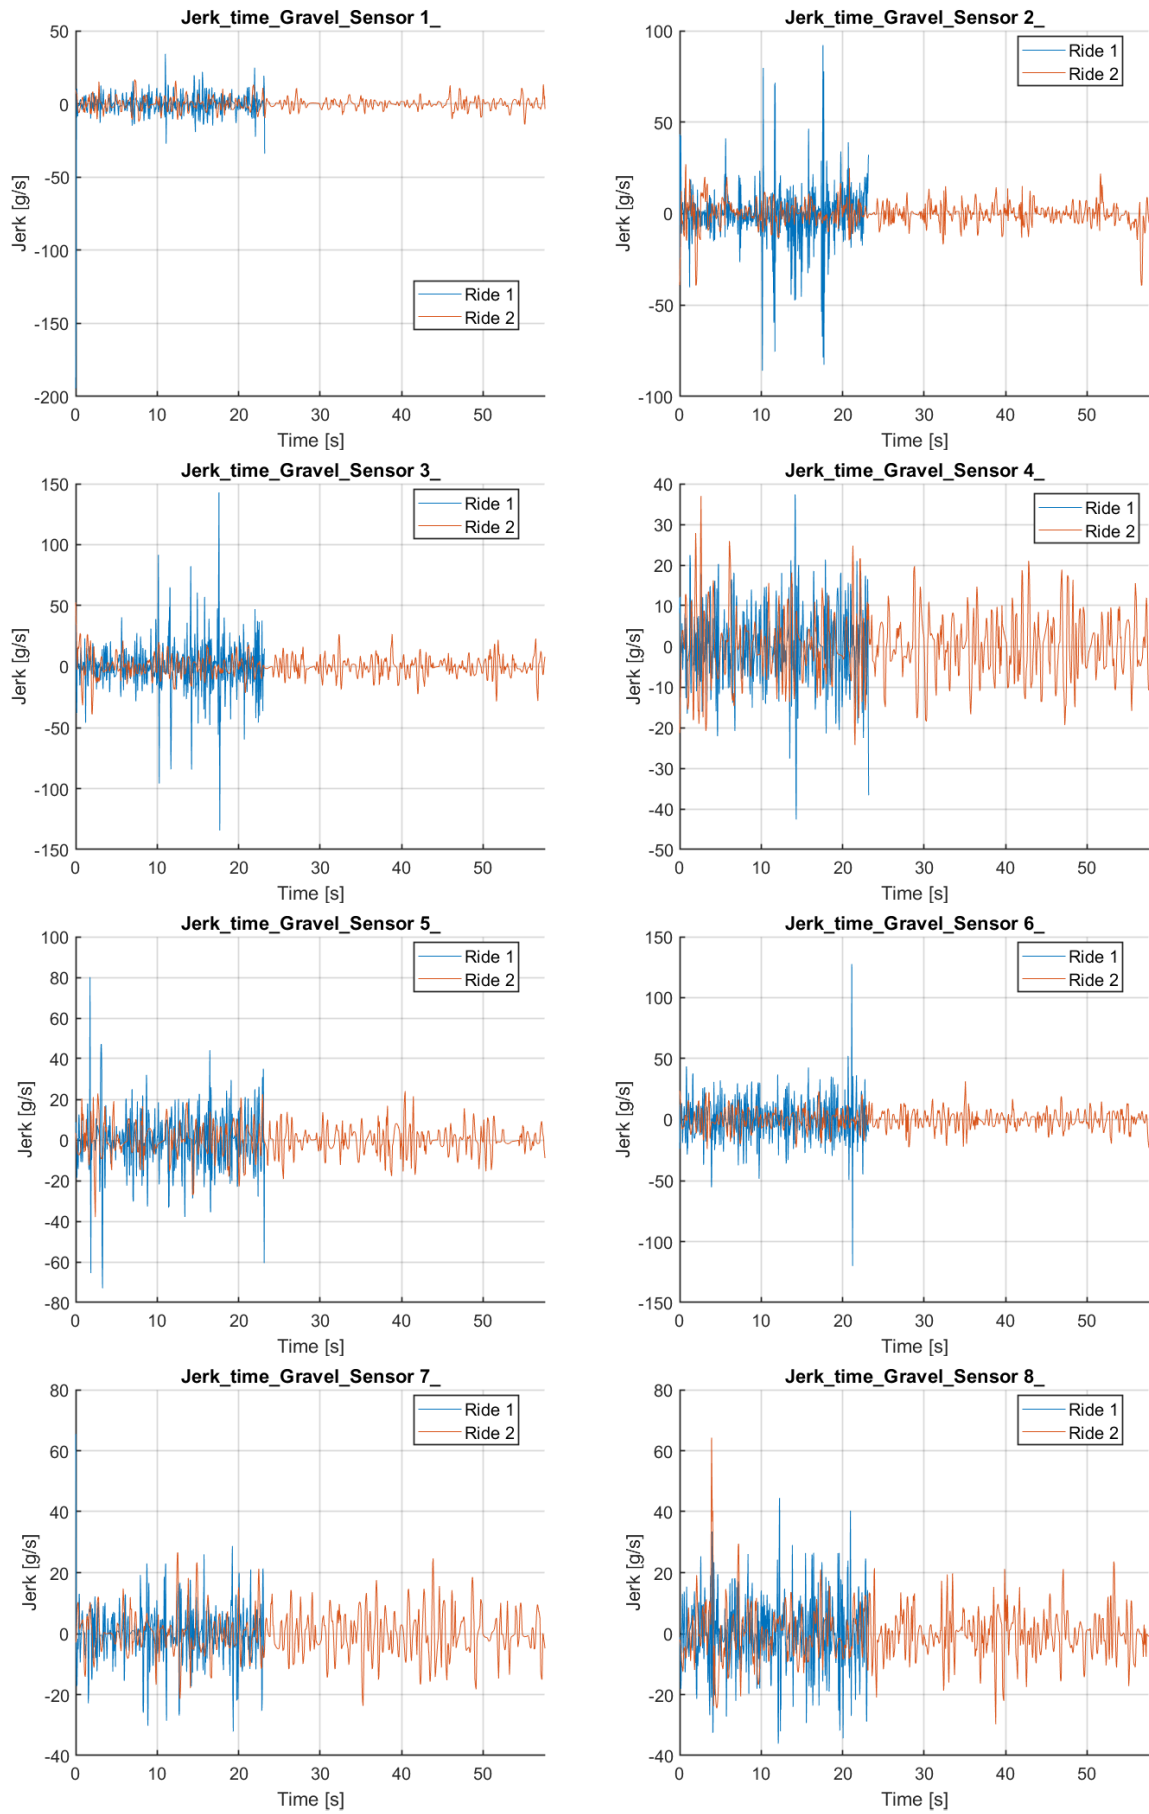 Jerk_time_Gravel_Sensor 1_
50
0
-50
-100
-150
-200
Jerk [g/s]
0 10 20 30 40 50
Time [s]
Ride 1
Ride 2
Jerk_time_Gravel_Sensor 2_
100
50
0
-50
-100
Jerk [g/s]
0 10 20 30 40 50
Time [s]
Ride 1
Ride 2
Jerk_time_Gravel_Sensor 3_
150
100
50
0
-50
-100
-150
Jerk [g/s]
0 10 20 30 40 50
Time [s]
Ride 1
Ride 2
Jerk_time_Gravel_Sensor 4_
40
30
20
10
0
-10
-20
-30
-40
-50
Jerk [g/s]
0 10 20 30 40 50
Time [s]
Ride 1
Ride 2
Jerk_time_Gravel_Sensor 5_
100
80
60
40
20
0
-20
-40
-60
-80
Jerk [g/s]
0 10 20 30 40 50
Time [s]
Ride 1
Ride 2
Jerk_time_Gravel_Sensor 6_
150
100
50
0
-50
-100
-150
Jerk [g/s]
0 10 20 30 40 50
Time [s]
Ride 1
Ride 2
Jerk_time_Gravel_Sensor 7_
80
60
40
20
0
-20
-40
Jerk [g/s]
0 10 20 30 40 50
Time [s]
Ride 1
Ride 2
Jerk_time_Gravel_Sensor 8_
80
60
40
20
0
-20
-40
Jerk [g/s]
0 10 20 30 40 50
Time [s]
Ride 1
Ride 2